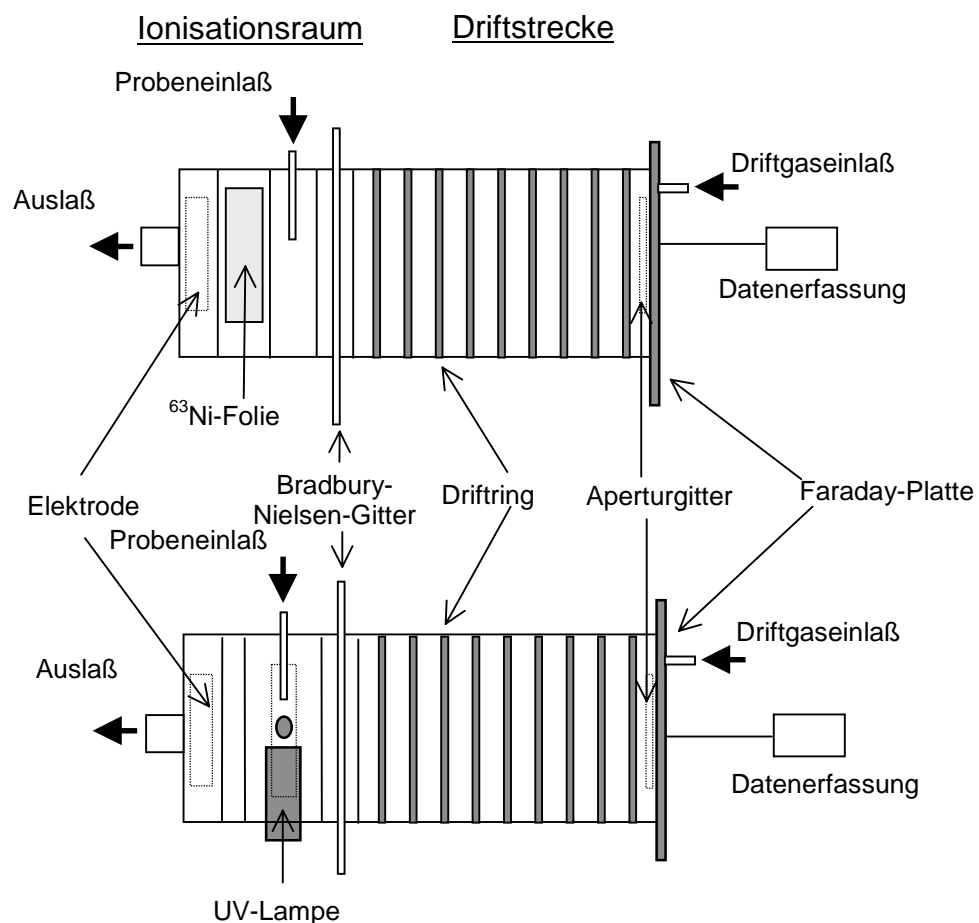 Ionisationsraum Driftstrecke
Probeneinlaß
Driftgaseinlaß
Auslaß
Datenerfassung
⁶³Ni-Folie
Elektrode
Bradbury-
Nielsen-Gitter
Driftring
Aperturgitter
Faraday-Platte
Probeneinlaß
Driftgaseinlaß
Auslaß
Datenerfassung
UV-Lampe